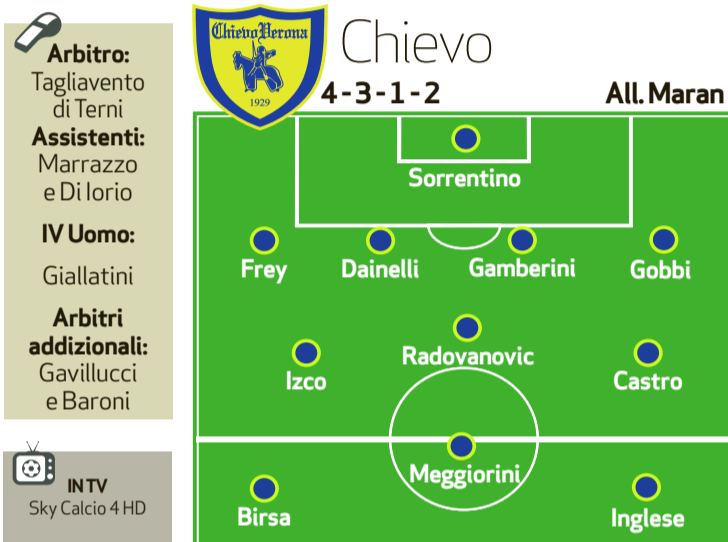 Arbitro:
Tagliavento
di Terni
Assistenti:
Marrazzo
e Di Iorio
IV Uomo:
Giallatini
Arbitri
addizionali:
Gavillucci
e Baroni
IN TV
Sky Calcio 4 HD
ChievoVerona
1929
Chievo
4-3-1-2
All. Maran
Sorrentino
Frey
Dainelli
Gamberini
Gobbi
Izco
Radovanovic
Castro
Meggiorini
Birsa
Inglese